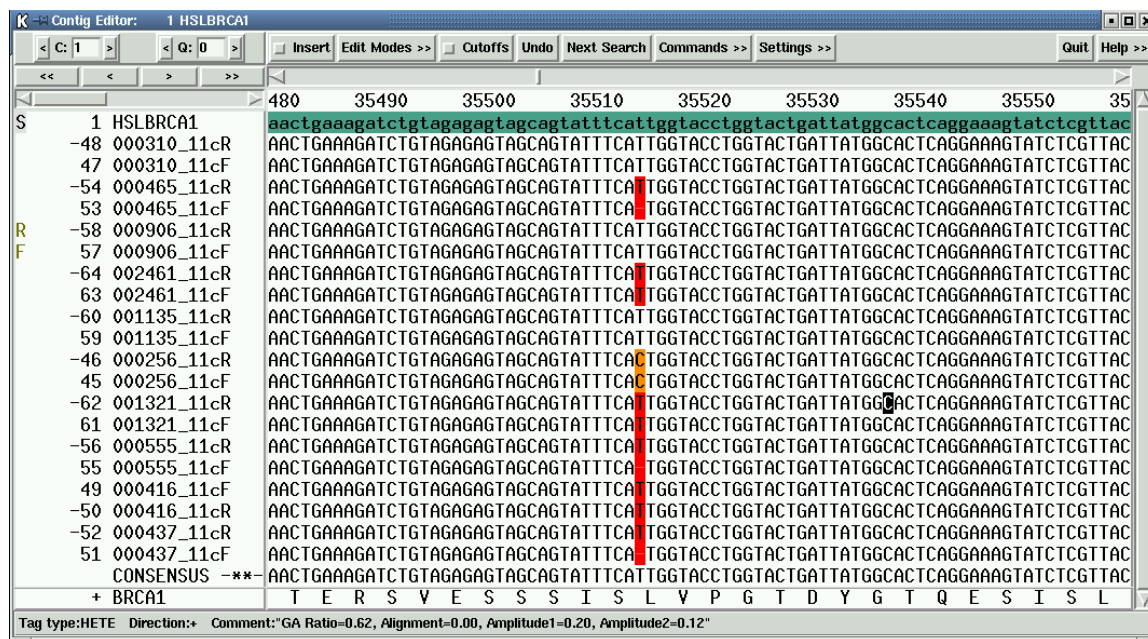 Contig Editor: 1 HSLBRCA1
< C: 1 > < Q: 0 > Insert Edit Modes >> Cutoffs Undo Next Search Commands >> Settings >> Quit Help >>
<< < > >>
480 35490 35500 35510 35520 35530 35540 35550 35
S 1 HSLBRCA1 aactgaaagatctgtagagagtagcagtatttcattggtacctggtactgattatggcactcaggaaagtatctcgttac
-48 000310_11cR AACTGAAAGATCTGTAGAGAGTAGCAGTATTTCATTGGTACCTGGTACTGATTATGGCACTCAGGAAAGTATCTCGTTAC
47 000310_11cF AACTGAAAGATCTGTAGAGAGTAGCAGTATTTCATTGGTACCTGGTACTGATTATGGCACTCAGGAAAGTATCTCGTTAC
-54 000465_11cR AACTGAAAGATCTGTAGAGAGTAGCAGTATTTCATTGGTACCTGGTACTGATTATGGCACTCAGGAAAGTATCTCGTTAC
53 000465_11cF AACTGAAAGATCTGTAGAGAGTAGCAGTATTTCA-TGGTACCTGGTACTGATTATGGCACTCAGGAAAGTATCTCGTTAC
R -58 000906_11cR AACTGAAAGATCTGTAGAGAGTAGCAGTATTTCATTGGTACCTGGTACTGATTATGGCACTCAGGAAAGTATCTCGTTAC
F 57 000906_11cF AACTGAAAGATCTGTAGAGAGTAGCAGTATTTCATTGGTACCTGGTACTGATTATGGCACTCAGGAAAGTATCTCGTTAC
-64 002461_11cR AACTGAAAGATCTGTAGAGAGTAGCAGTATTTCATTGGTACCTGGTACTGATTATGGCACTCAGGAAAGTATCTCGTTAC
63 002461_11cF AACTGAAAGATCTGTAGAGAGTAGCAGTATTTCATTGGTACCTGGTACTGATTATGGCACTCAGGAAAGTATCTCGTTAC
-60 001135_11cR AACTGAAAGATCTGTAGAGAGTAGCAGTATTTCATTGGTACCTGGTACTGATTATGGCACTCAGGAAAGTATCTCGTTAC
59 001135_11cF AACTGAAAGATCTGTAGAGAGTAGCAGTATTTCATTGGTACCTGGTACTGATTATGGCACTCAGGAAAGTATCTCGTTAC
-46 000256_11cR AACTGAAAGATCTGTAGAGAGTAGCAGTATTTCACTGGTACCTGGTACTGATTATGGCACTCAGGAAAGTATCTCGTTAC
45 000256_11cF AACTGAAAGATCTGTAGAGAGTAGCAGTATTTCACTGGTACCTGGTACTGATTATGGCACTCAGGAAAGTATCTCGTTAC
-62 001321_11cR AACTGAAAGATCTGTAGAGAGTAGCAGTATTTCATTGGTACCTGGTACTGATTATGGCACTCAGGAAAGTATCTCGTTAC
61 001321_11cF AACTGAAAGATCTGTAGAGAGTAGCAGTATTTCATTGGTACCTGGTACTGATTATGGCACTCAGGAAAGTATCTCGTTAC
-56 000555_11cR AACTGAAAGATCTGTAGAGAGTAGCAGTATTTCATTGGTACCTGGTACTGATTATGGCACTCAGGAAAGTATCTCGTTAC
55 000555_11cF AACTGAAAGATCTGTAGAGAGTAGCAGTATTTCA-TGGTACCTGGTACTGATTATGGCACTCAGGAAAGTATCTCGTTAC
49 000416_11cF AACTGAAAGATCTGTAGAGAGTAGCAGTATTTCATTGGTACCTGGTACTGATTATGGCACTCAGGAAAGTATCTCGTTAC
-50 000416_11cR AACTGAAAGATCTGTAGAGAGTAGCAGTATTTCATTGGTACCTGGTACTGATTATGGCACTCAGGAAAGTATCTCGTTAC
-52 000437_11cR AACTGAAAGATCTGTAGAGAGTAGCAGTATTTCATTGGTACCTGGTACTGATTATGGCACTCAGGAAAGTATCTCGTTAC
51 000437_11cF AACTGAAAGATCTGTAGAGAGTAGCAGTATTTCA-TGGTACCTGGTACTGATTATGGCACTCAGGAAAGTATCTCGTTAC
CONSENSUS -**- AACTGAAAGATCTGTAGAGAGTAGCAGTATTTCATTGGTACCTGGTACTGATTATGGCACTCAGGAAAGTATCTCGTTAC
+ BRCA1 T E R S V E S S S I S L V P G T D Y G T Q E S I S L
Tag type:HETE Direction:+ Comment:"GA Ratio=0.62, Alignment=0.00, Amplitude1=0.20, Amplitude2=0.12"